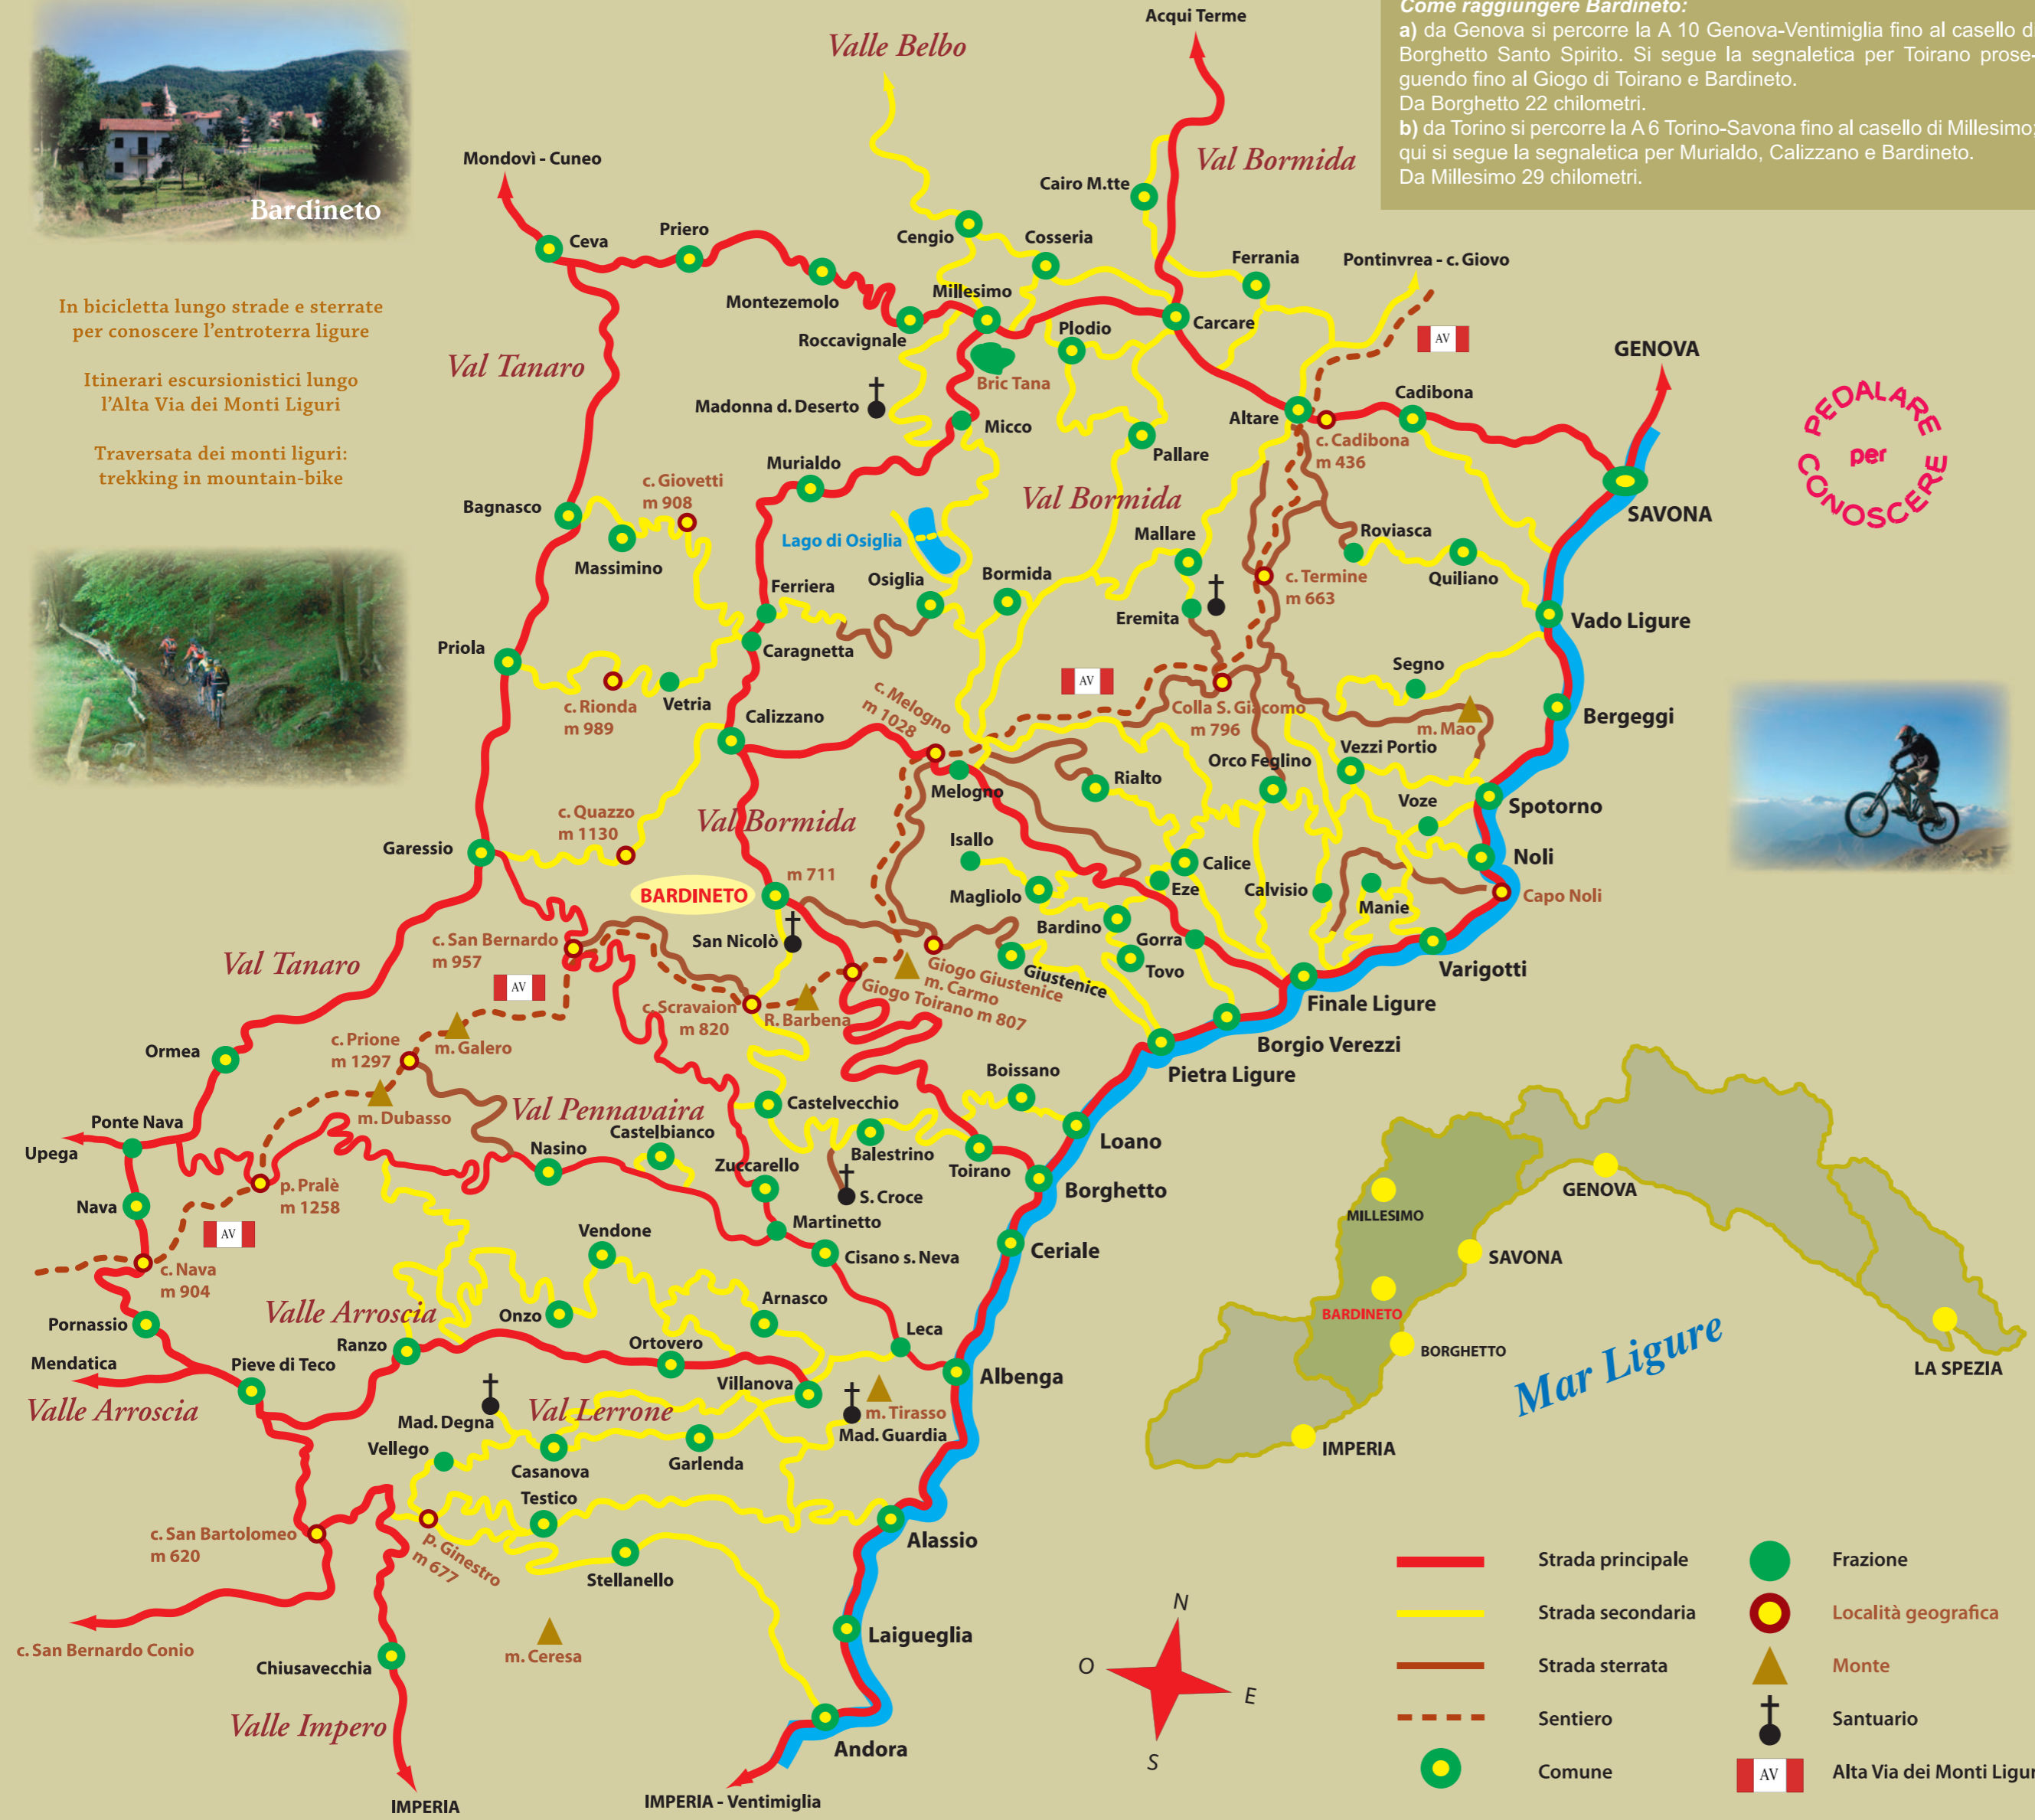 Come raggiungere Bardineto:
a) da Genova si percorre la A 10 Genova-Ventimiglia fino al casello di
Borghetto Santo Spirito. Si segue la segnaletica per Toirano prose-
guendo fino al Giogo di Toirano e Bardineto.
Da Borghetto 22 chilometri.
b) da Torino si percorre la A 6 Torino-Savona fino al casello di Millesimo;
qui si segue la segnaletica per Murialdo, Calizzano e Bardineto.
Da Millesimo 29 chilometri.
Bardineto
In bicicletta lungo strade e sterrate
per conoscere l'entroterra ligure
Itinerari escursionistici lungo
l'Alta Via dei Monti Liguri
Traversata dei monti liguri:
trekking in mountain-bike
PEDALARE
per
CONOSCERE
Acqui Terme
Valle Belbo
Val Bormida
Mondovì - Cuneo
Cairo M.tte
Ceva
Priero
Cengio
Cosseria
Ferrania
Pontinvrea - c. Giovo
Montezemolo
Millesimo
Roccavignale
Plodio
Carcare
AV
GENOVA
Val Tanaro
Bric Tana
Madonna d. Deserto
Micco
Altare
Cadibona
c. Cadibona
m 436
Pallare
Murialdo
c. Giovetti
m 908
Bagnasco
Val Bormida
SAVONA
Massimino
Lago di Osiglia
Mallare
Roviasca
Quiliano
Ferriera
Osiglia
Bormida
c. Termine
m 663
Eremita
Vado Ligure
Priola
Caragnetta
Segno
AV
c. Rionda
m 989
Vetria
Calizzano
c. Melogno
m 1028
Colla S. Giacomo
m 796
m. Mao
Bergeggi
Vezzi Portio
Orco Feglino
Rialto
Melogno
Voze
Spotorno
c. Quazzo
m 1130
Val Bormida
Isallo
Garessio
Calice
Noli
m 711
BARDINETO
Magliolo
Eze
Calvisio
Manie
Capo Noli
Bardino
Gorra
San Nicolò
c. San Bernardo
m 957
Val Tanaro
Giustenice
Tovo
Varigotti
Giogo Giustenice
m. Carmo
Giogo Toirano m 807
AV
c. Scravaion
m 820
R. Barbena
Finale Ligure
c. Prione
m 1297
m. Galero
Ormea
Borgio Verezzi
Pietra Ligure
Boissano
m. Dubasso
Val Pennavaira
Castelvecchio
Ponte Nava
Upega
Nasino
Castelbianco
Balestrino
Loano
Zuccarello
Toirano
p. Pralè
m 1258
S. Croce
Borghetto
Nava
AV
Martinetto
Vendone
Cisano s. Neva
Ceriale
c. Nava
m 904
Valle Arroscia
Onzo
Arnasco
Pornassio
Ranzo
Ortovero
Leca
Mendatica
Pieve di Teco
Villanova
Albenga
Valle Arroscia
Mad. Degna
Val Lerrone
m. Tirasso
Mad. Guardia
Vellego
Casanova
Garlenda
Testico
c. San Bartolomeo
m 620
p. Ginestro
m 677
Alassio
Stellanello
c. San Bernardo Conio
m. Ceresa
Laigueglia
Chiusavecchia
Valle Impero
Andora
IMPERIA
IMPERIA - Ventimiglia
GENOVA
MILLESIMO
SAVONA
BARDINETO
BORGHETTO
LA SPEZIA
Mar Ligure
IMPERIA
N
O
E
S
Strada principale
Frazione
Strada secondaria
Località geografica
Strada sterrata
Monte
Sentiero
Santuario
Comune
AV
Alta Via dei Monti Ligur